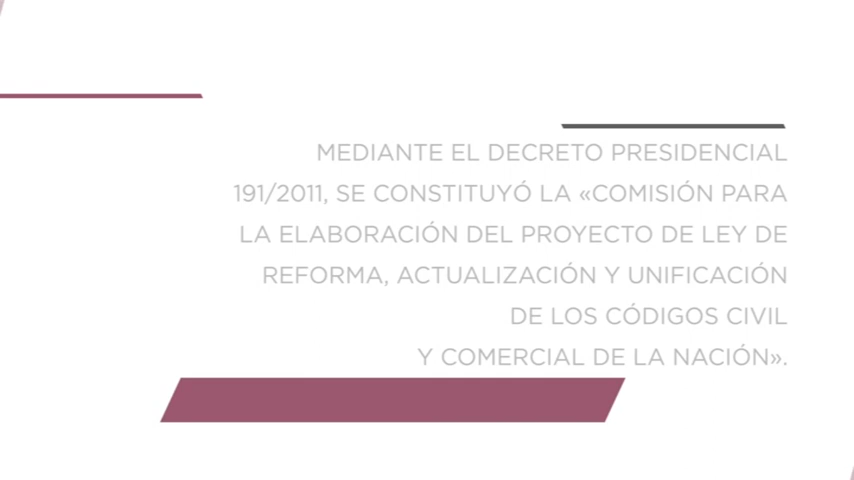 MEDIANTE EL DECRETO PRESIDENCIAL
191/2011, SE CONSTITUYÓ LA «COMISIÓN PARA
LA ELABORACIÓN DEL PROYECTO DE LEY DE
REFORMA, ACTUALIZACIÓN Y UNIFICACIÓN
DE LOS CÓDIGOS CIVIL
Y COMERCIAL DE LA NACIÓN».